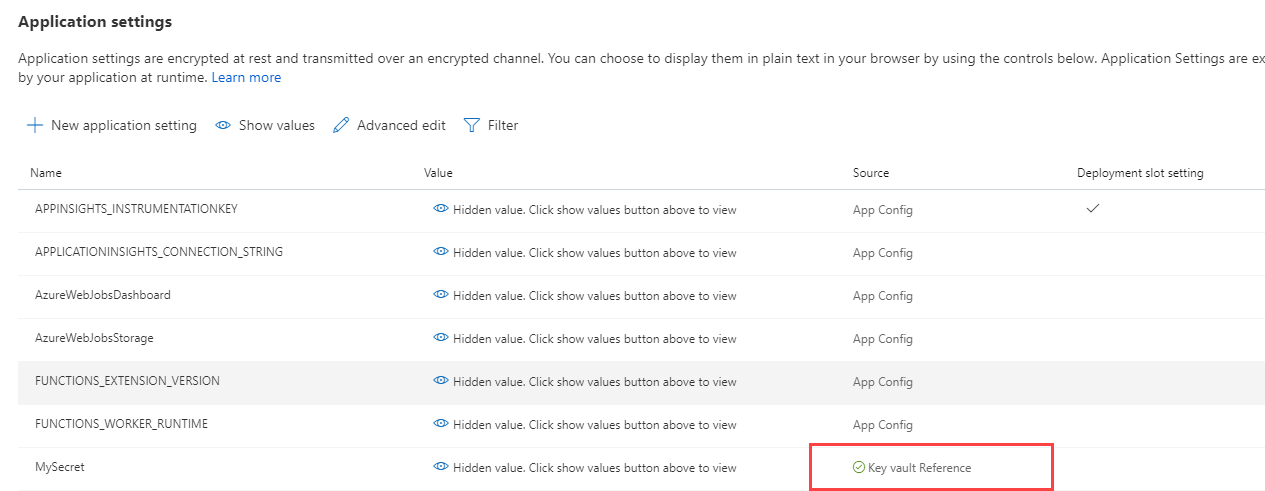 Application settings
Application settings are encrypted at rest and transmitted over an encrypted channel. You can choose to display them in plain text in your browser by using the controls below. Application Settings are ex
by your application at runtime. Learn more
New application setting Show values Advanced edit Filter
Name Value Source Deployment slot setting
APPINSIGHTS_INSTRUMENTATIONKEY Hidden value. Click show values button above to view App Config
APPLICATIONINSIGHTS_CONNECTION_STRING Hidden value. Click show values button above to view App Config
AzureWebJobsDashboard Hidden value. Click show values button above to view App Config
AzureWebJobsStorage Hidden value. Click show values button above to view App Config
FUNCTIONS_EXTENSION_VERSION Hidden value. Click show values button above to view App Config
FUNCTIONS_WORKER_RUNTIME Hidden value. Click show values button above to view App Config
MySecret Hidden value. Click show values button above to view Key vault Reference